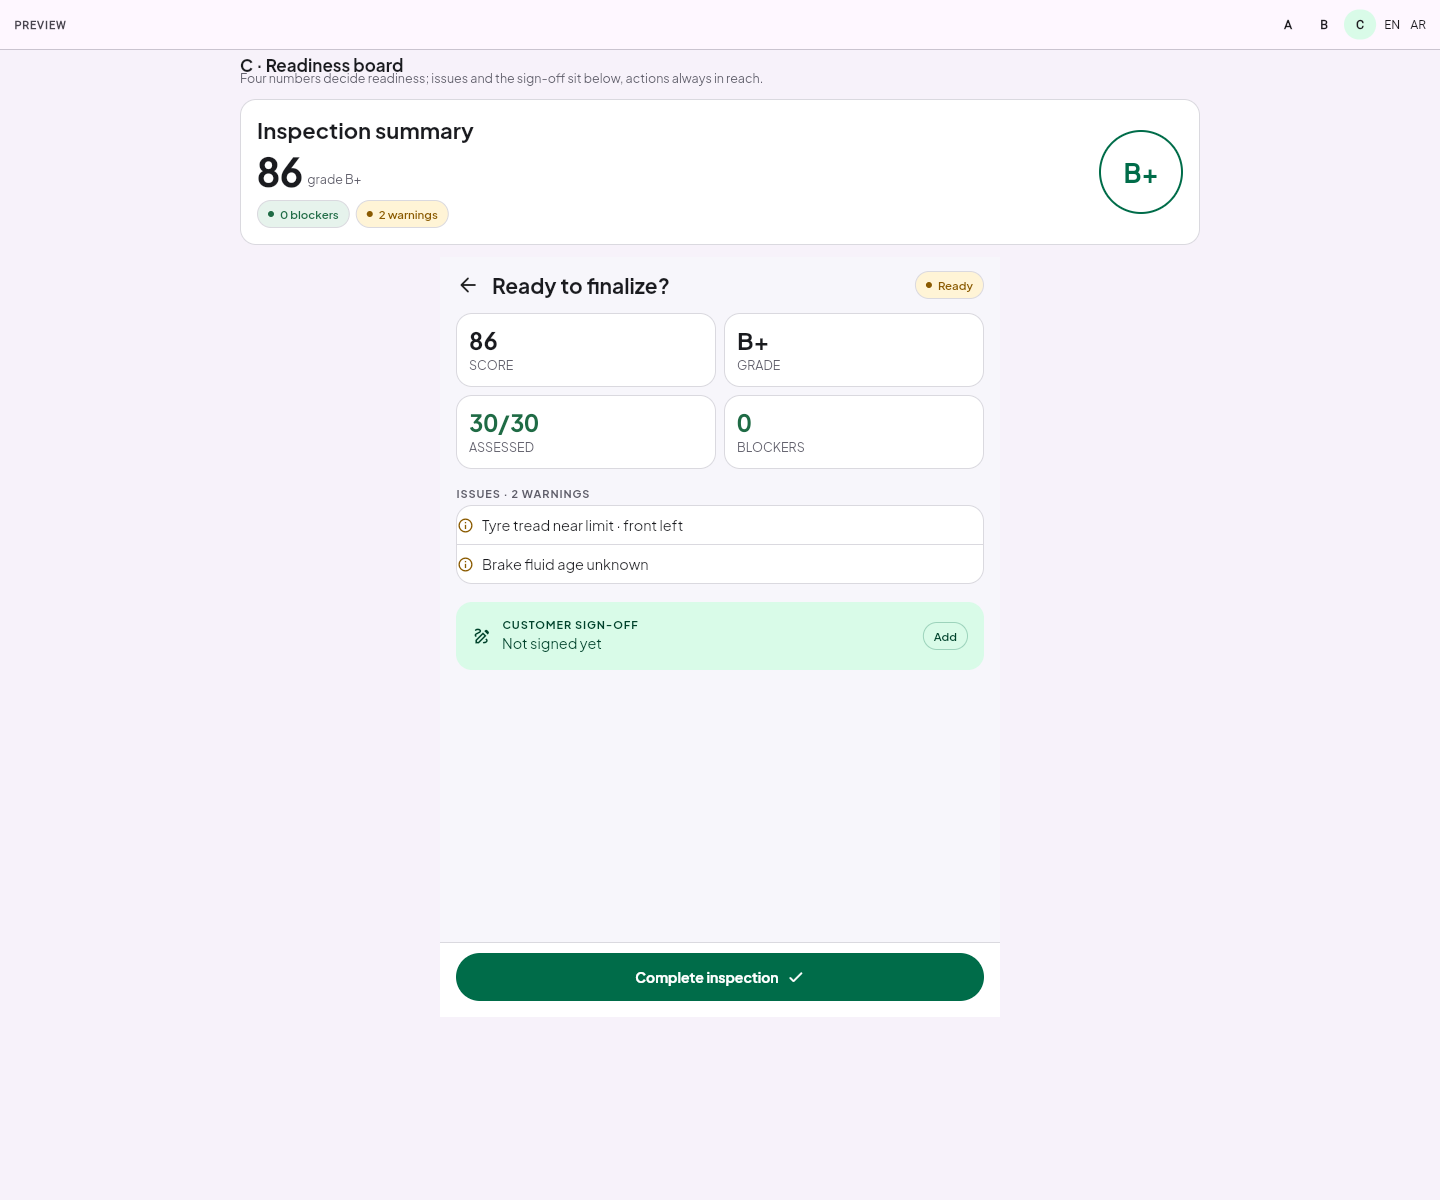 PREVIEW
A B C EN AR
C · Readiness board
Four numbers decide readiness; issues and the sign-off sit below, actions always in reach.
Inspection summary
86 grade B+
0 blockers 2 warnings
B+
Ready to finalize?
Ready
86
SCORE
B+
GRADE
30/30
ASSESSED
0
BLOCKERS
ISSUES · 2 WARNINGS
Tyre tread near limit · front left
Brake fluid age unknown
CUSTOMER SIGN-OFF
Not signed yet
Add
Complete inspection